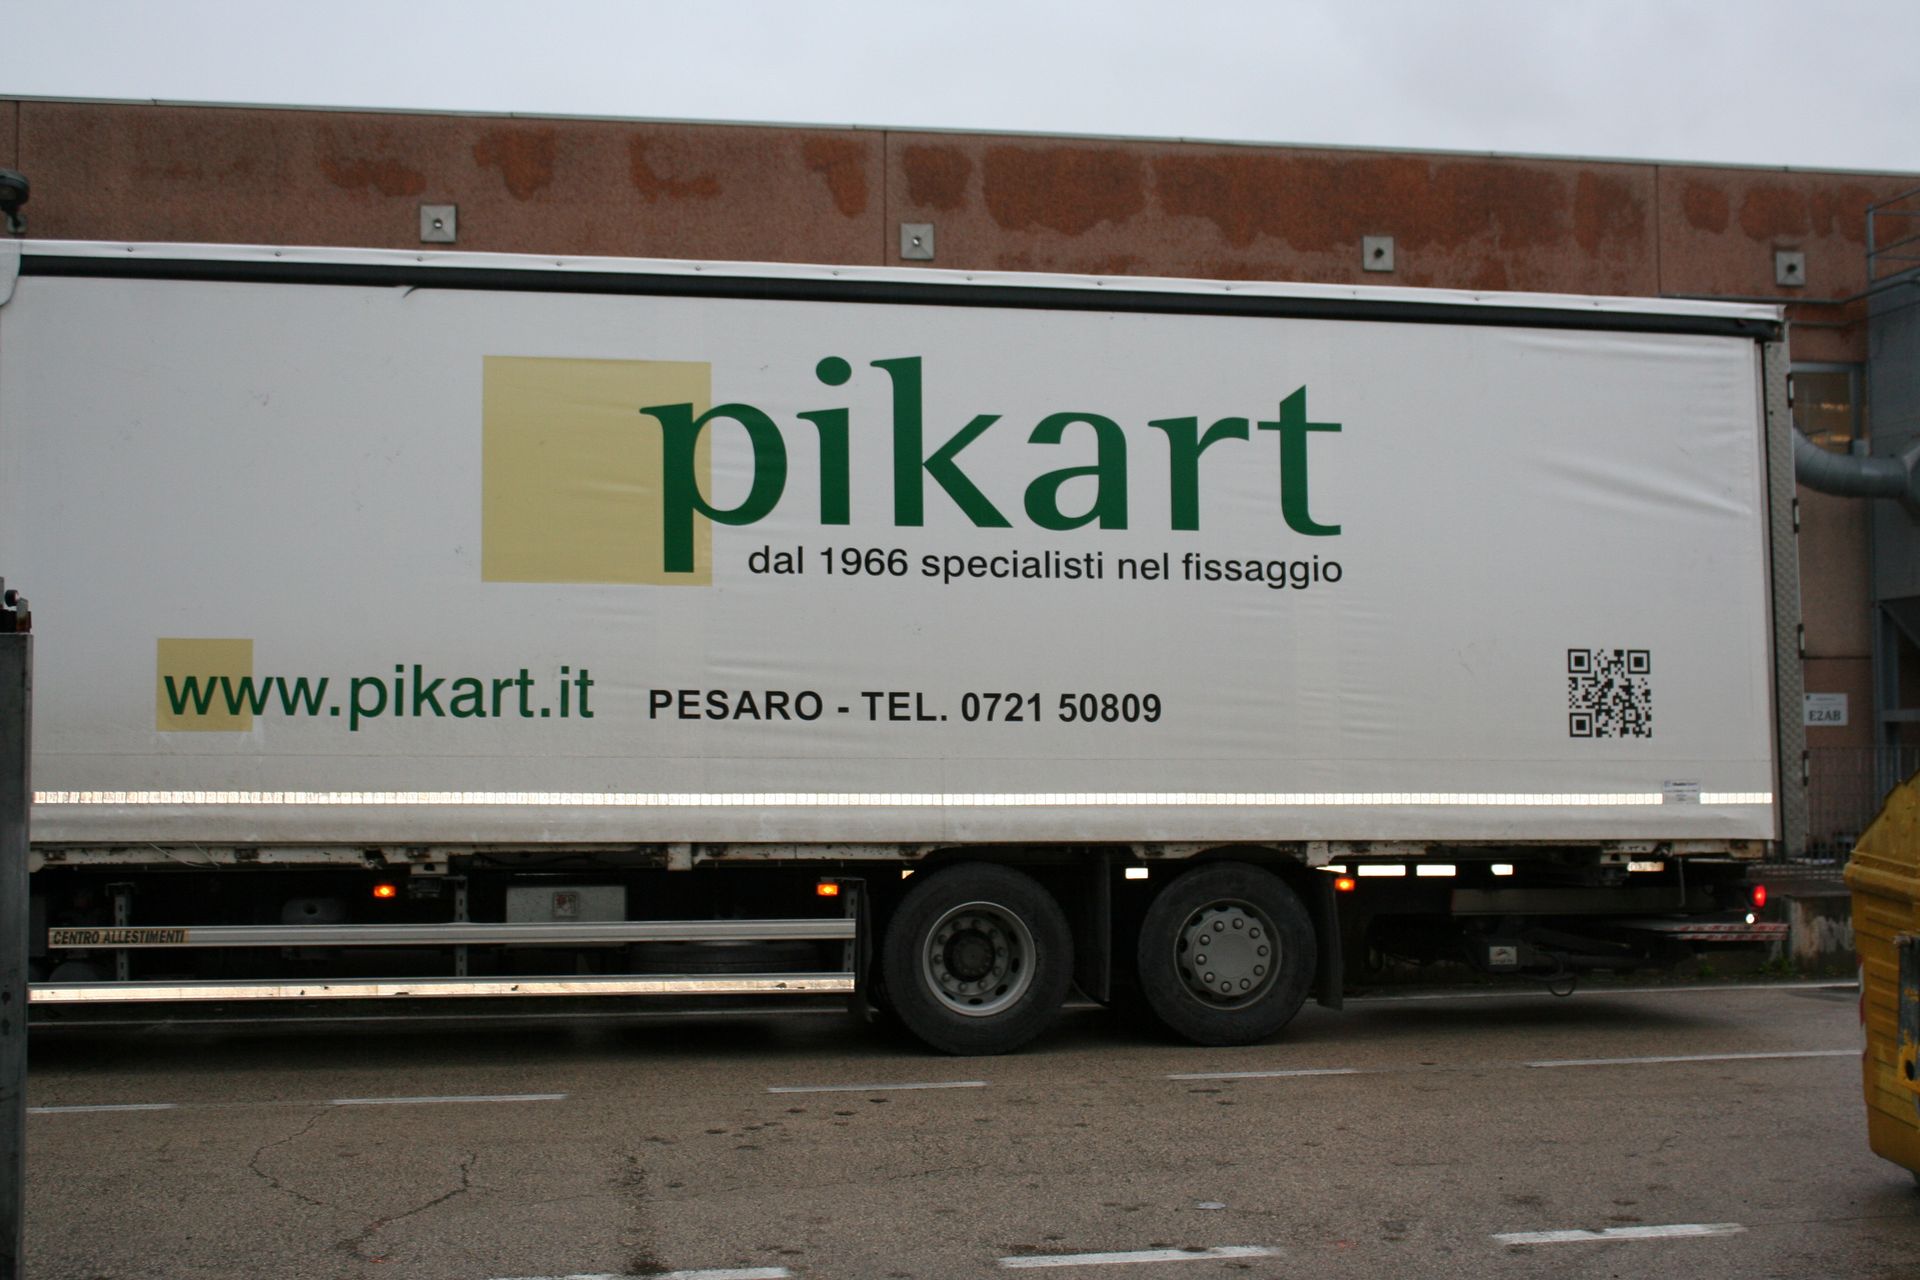 pikart
dal 1966 specialisti nel fissaggio
www.pikart.it PESARO - TEL. 0721 50809
E2AB
CENTRO ALLESTIMENTI